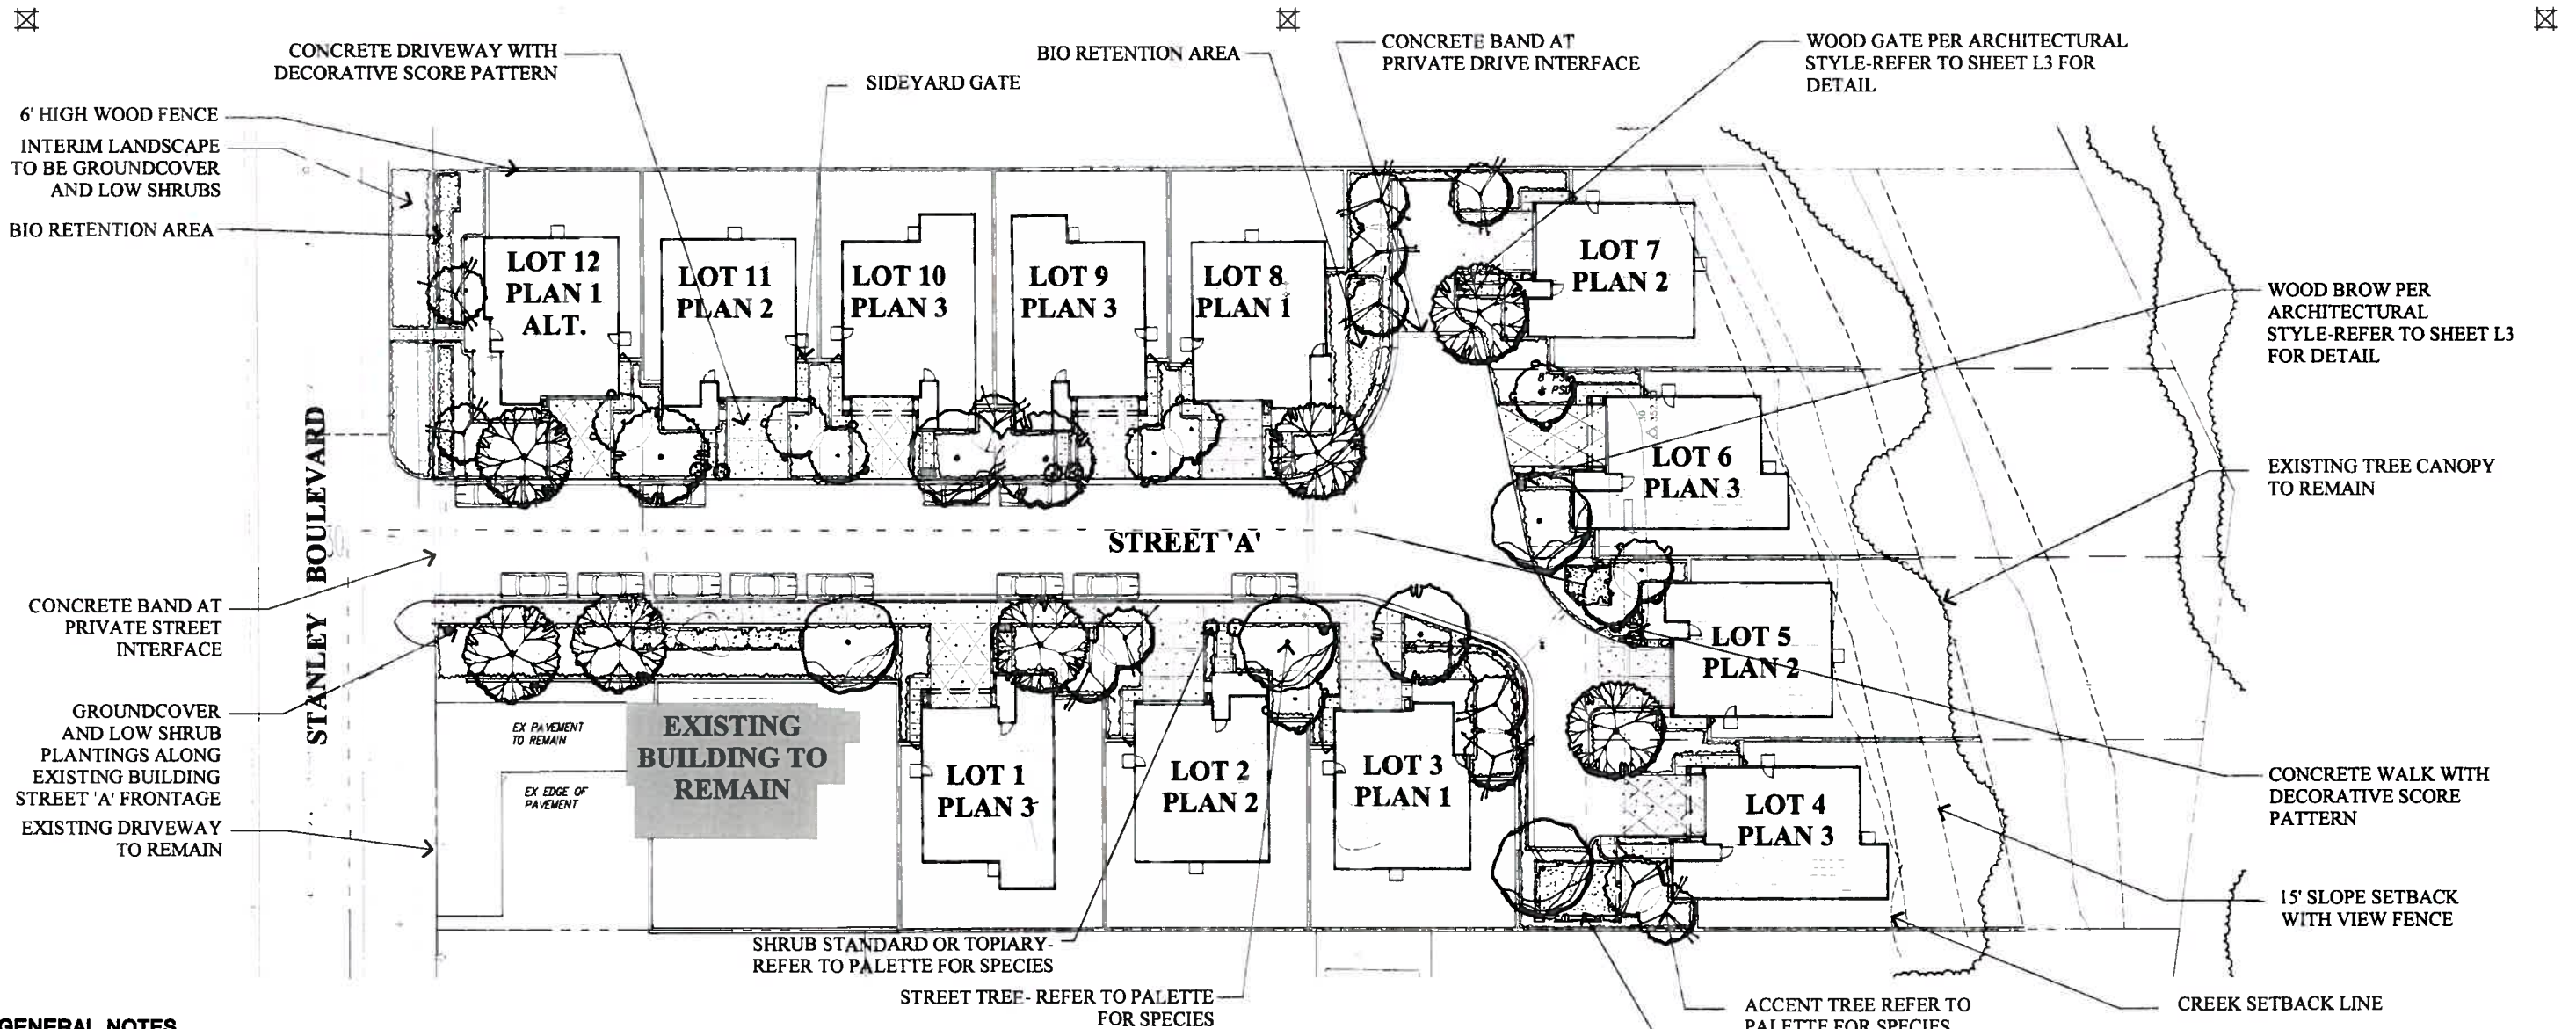 CONCRETE DRIVEWAY WITH
DECORATIVE SCORE PATTERN
BIO RETENTION AREA
CONCRETE BAND AT
PRIVATE DRIVE INTERFACE
WOOD GATE PER ARCHITECTURAL
STYLE-REFER TO SHEET L3 FOR
DETAIL
SIDEYARD GATE
6' HIGH WOOD FENCE
INTERIM LANDSCAPE
TO BE GROUNDCOVER
AND LOW SHRUBS
BIO RETENTION AREA
LOT 12
PLAN 1
ALT.
LOT 11
PLAN 2
LOT 10
PLAN 3
LOT 9
PLAN 3
LOT 8
PLAN 1
LOT 7
PLAN 2
WOOD BROW PER
ARCHITECTURAL
STYLE-REFER TO SHEET L3
FOR DETAIL
LOT 6
PLAN 3
EXISTING TREE CANOPY
TO REMAIN
STANLEY BOULEVARD
STREET 'A'
CONCRETE BAND AT
PRIVATE STREET
INTERFACE
LOT 5
PLAN 2
GROUNDCOVER
AND LOW SHRUB
PLANTINGS ALONG
EXISTING BUILDING
STREET 'A' FRONTAGE
EX PAVEMENT
TO REMAIN
EXISTING
BUILDING TO
REMAIN
EX EDGE OF
PAVEMENT
LOT 1
PLAN 3
LOT 2
PLAN 2
LOT 3
PLAN 1
LOT 4
PLAN 3
CONCRETE WALK WITH
DECORATIVE SCORE
PATTERN
EXISTING DRIVEWAY
TO REMAIN
15' SLOPE SETBACK
WITH VIEW FENCE
SHRUB STANDARD OR TOPIARY-
REFER TO PALETTE FOR SPECIES
STREET TREE- REFER TO PALETTE
FOR SPECIES
ACCENT TREE REFER TO
PALETTE FOR SPECIES
CREEK SETBACK LINE
GENERAL NOTES